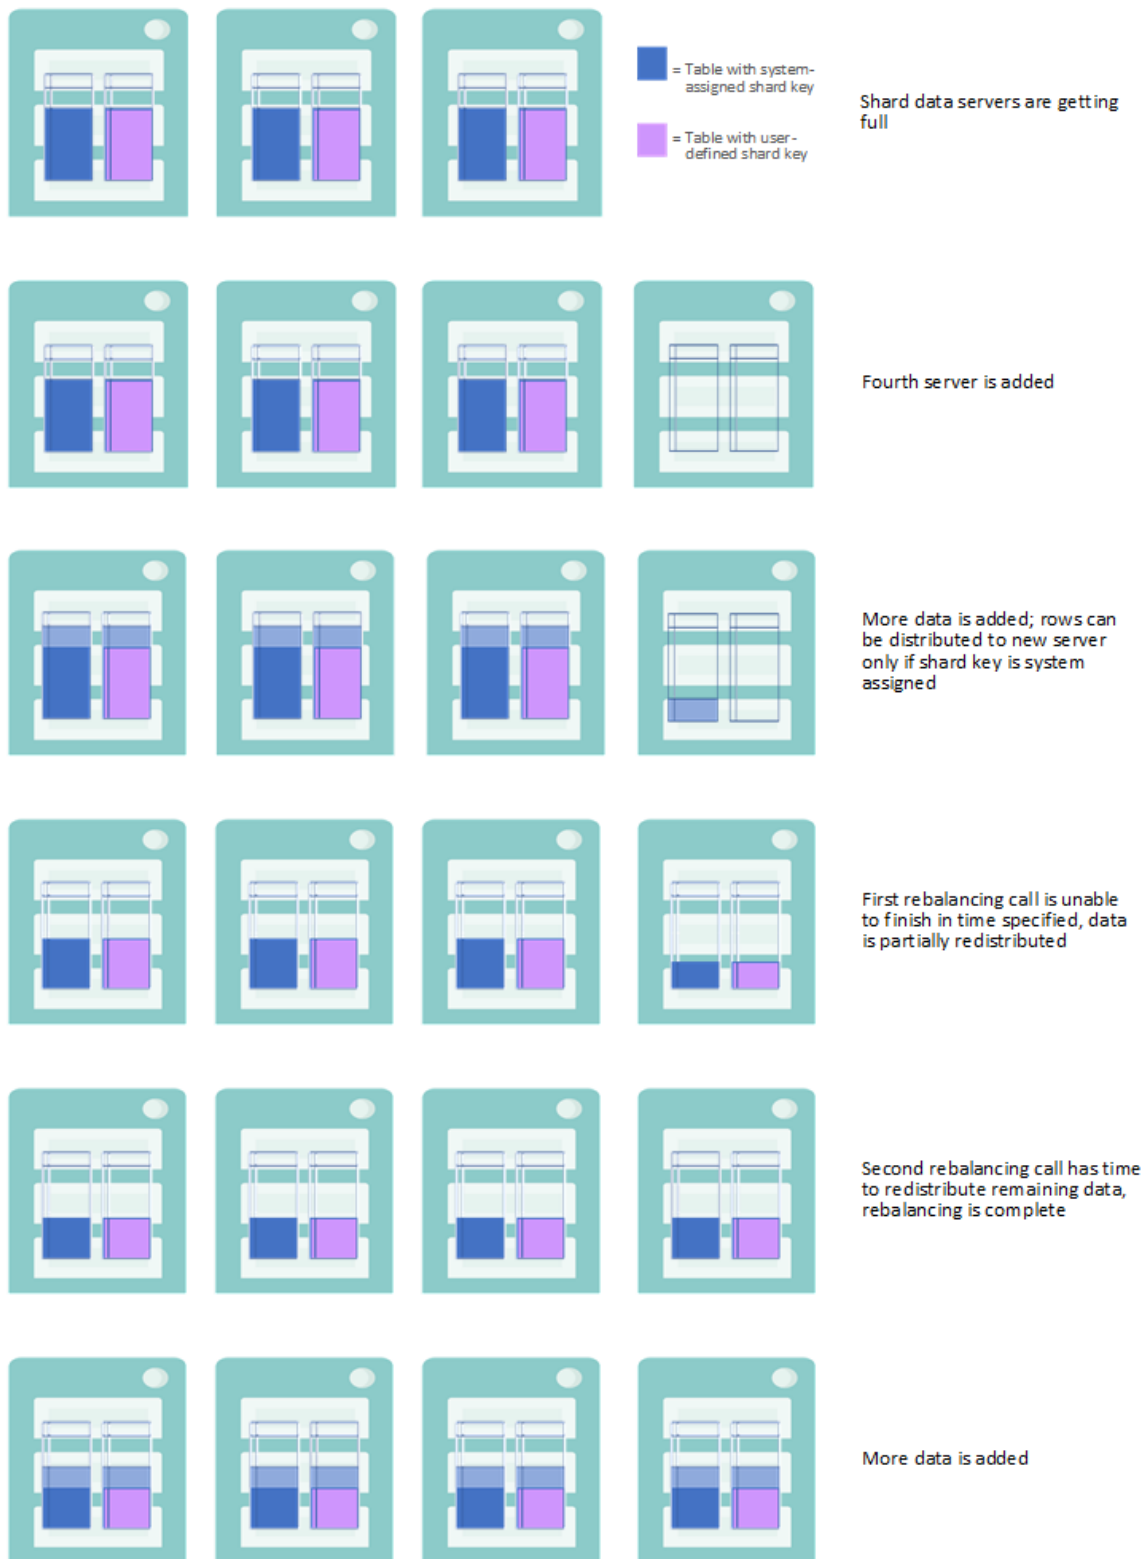 = Table with system-
assigned shard key
= Table with user-
defined shard key
Shard data servers are getting
full
Fourth server is added
More data is added; rows can
be distributed to new server
only if shard key is system
assigned
First rebalancing call is unable
to finish in time specified, data
is partially redistributed
Second rebalancing call has time
to redistribute remaining data,
rebalancing is complete
More data is added